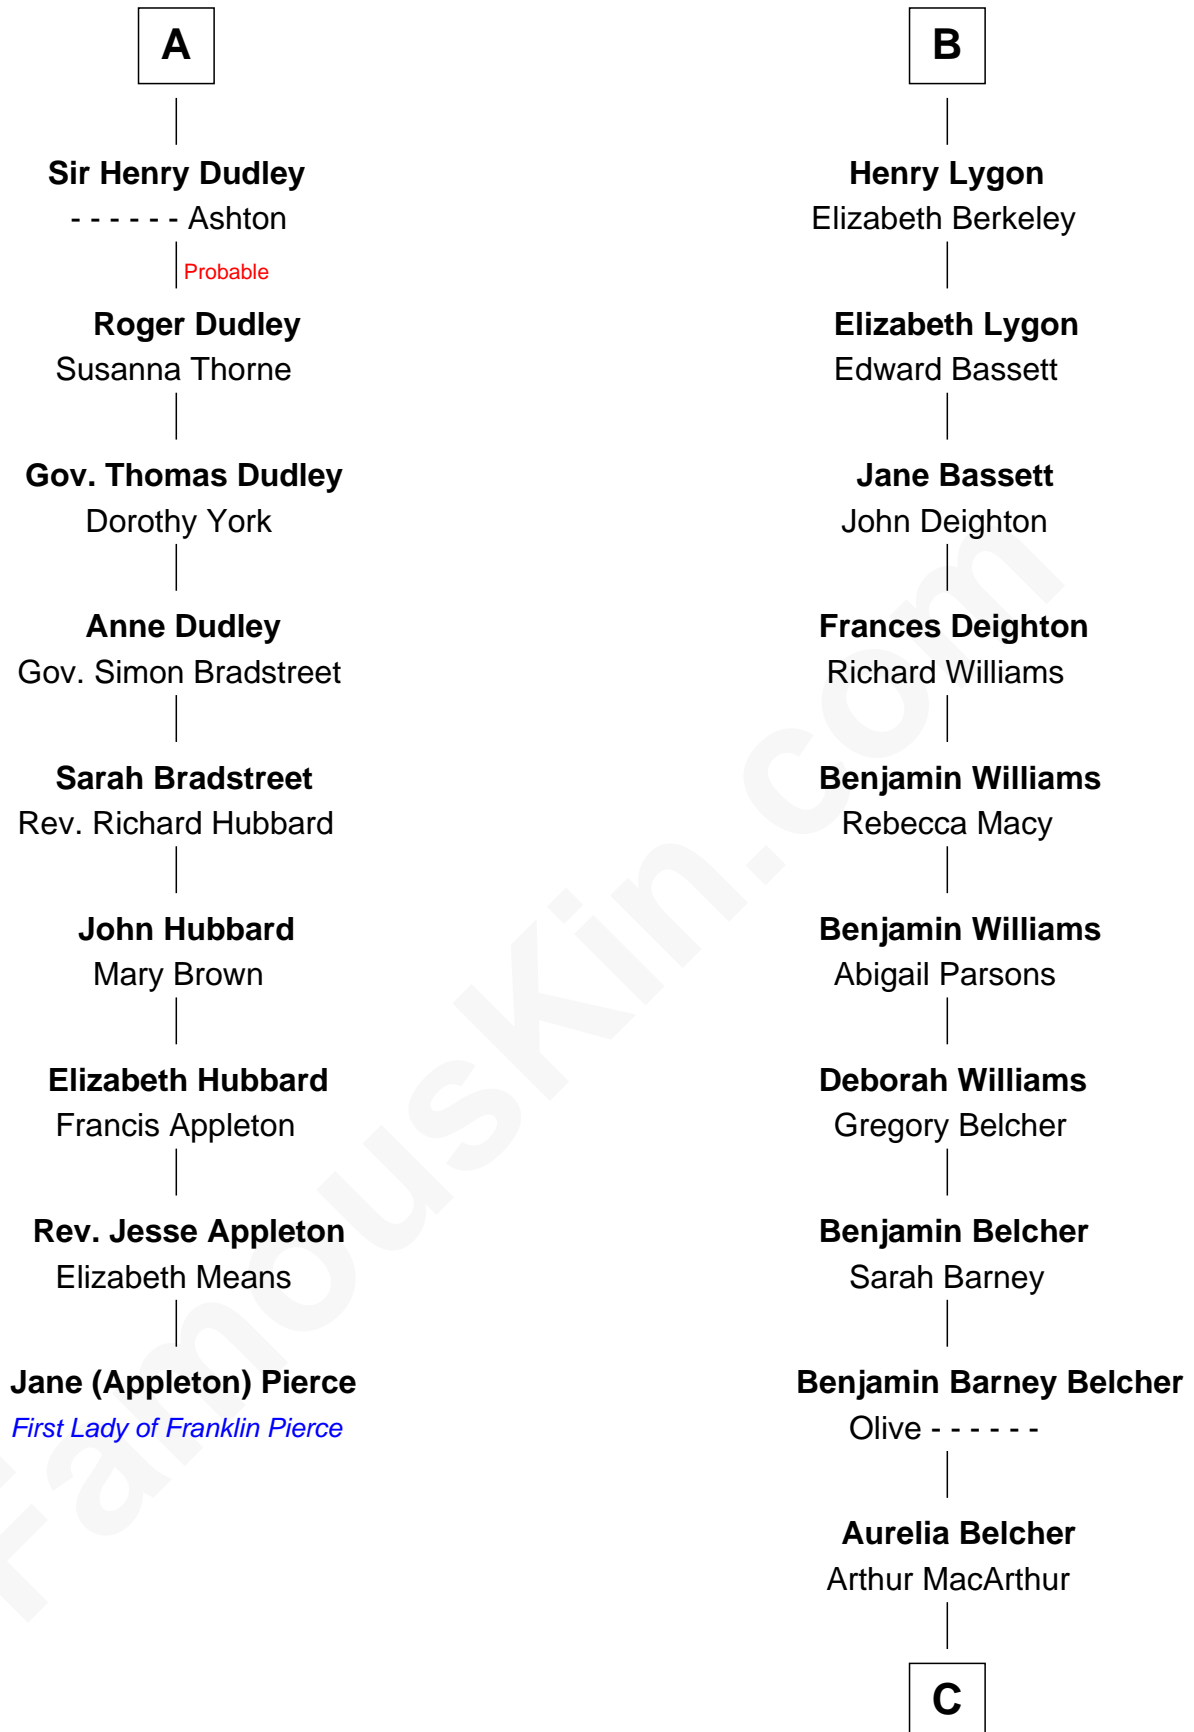 A
Sir Henry Dudley
- - - - - - Ashton
Probable
Roger Dudley
Susanna Thorne
Gov. Thomas Dudley
Dorothy York
Anne Dudley
Gov. Simon Bradstreet
Sarah Bradstreet
Rev. Richard Hubbard
John Hubbard
Mary Brown
Elizabeth Hubbard
Francis Appleton
Rev. Jesse Appleton
Elizabeth Means
Jane (Appleton) Pierce
First Lady of Franklin Pierce
B
Henry Lygon
Elizabeth Berkeley
Elizabeth Lygon
Edward Bassett
Jane Bassett
John Deighton
Frances Deighton
Richard Williams
Benjamin Williams
Rebecca Macy
Benjamin Williams
Abigail Parsons
Deborah Williams
Gregory Belcher
Benjamin Belcher
Sarah Barney
Benjamin Barney Belcher
Olive - - - - - -
Aurelia Belcher
Arthur MacArthur
C
FamousKin.com